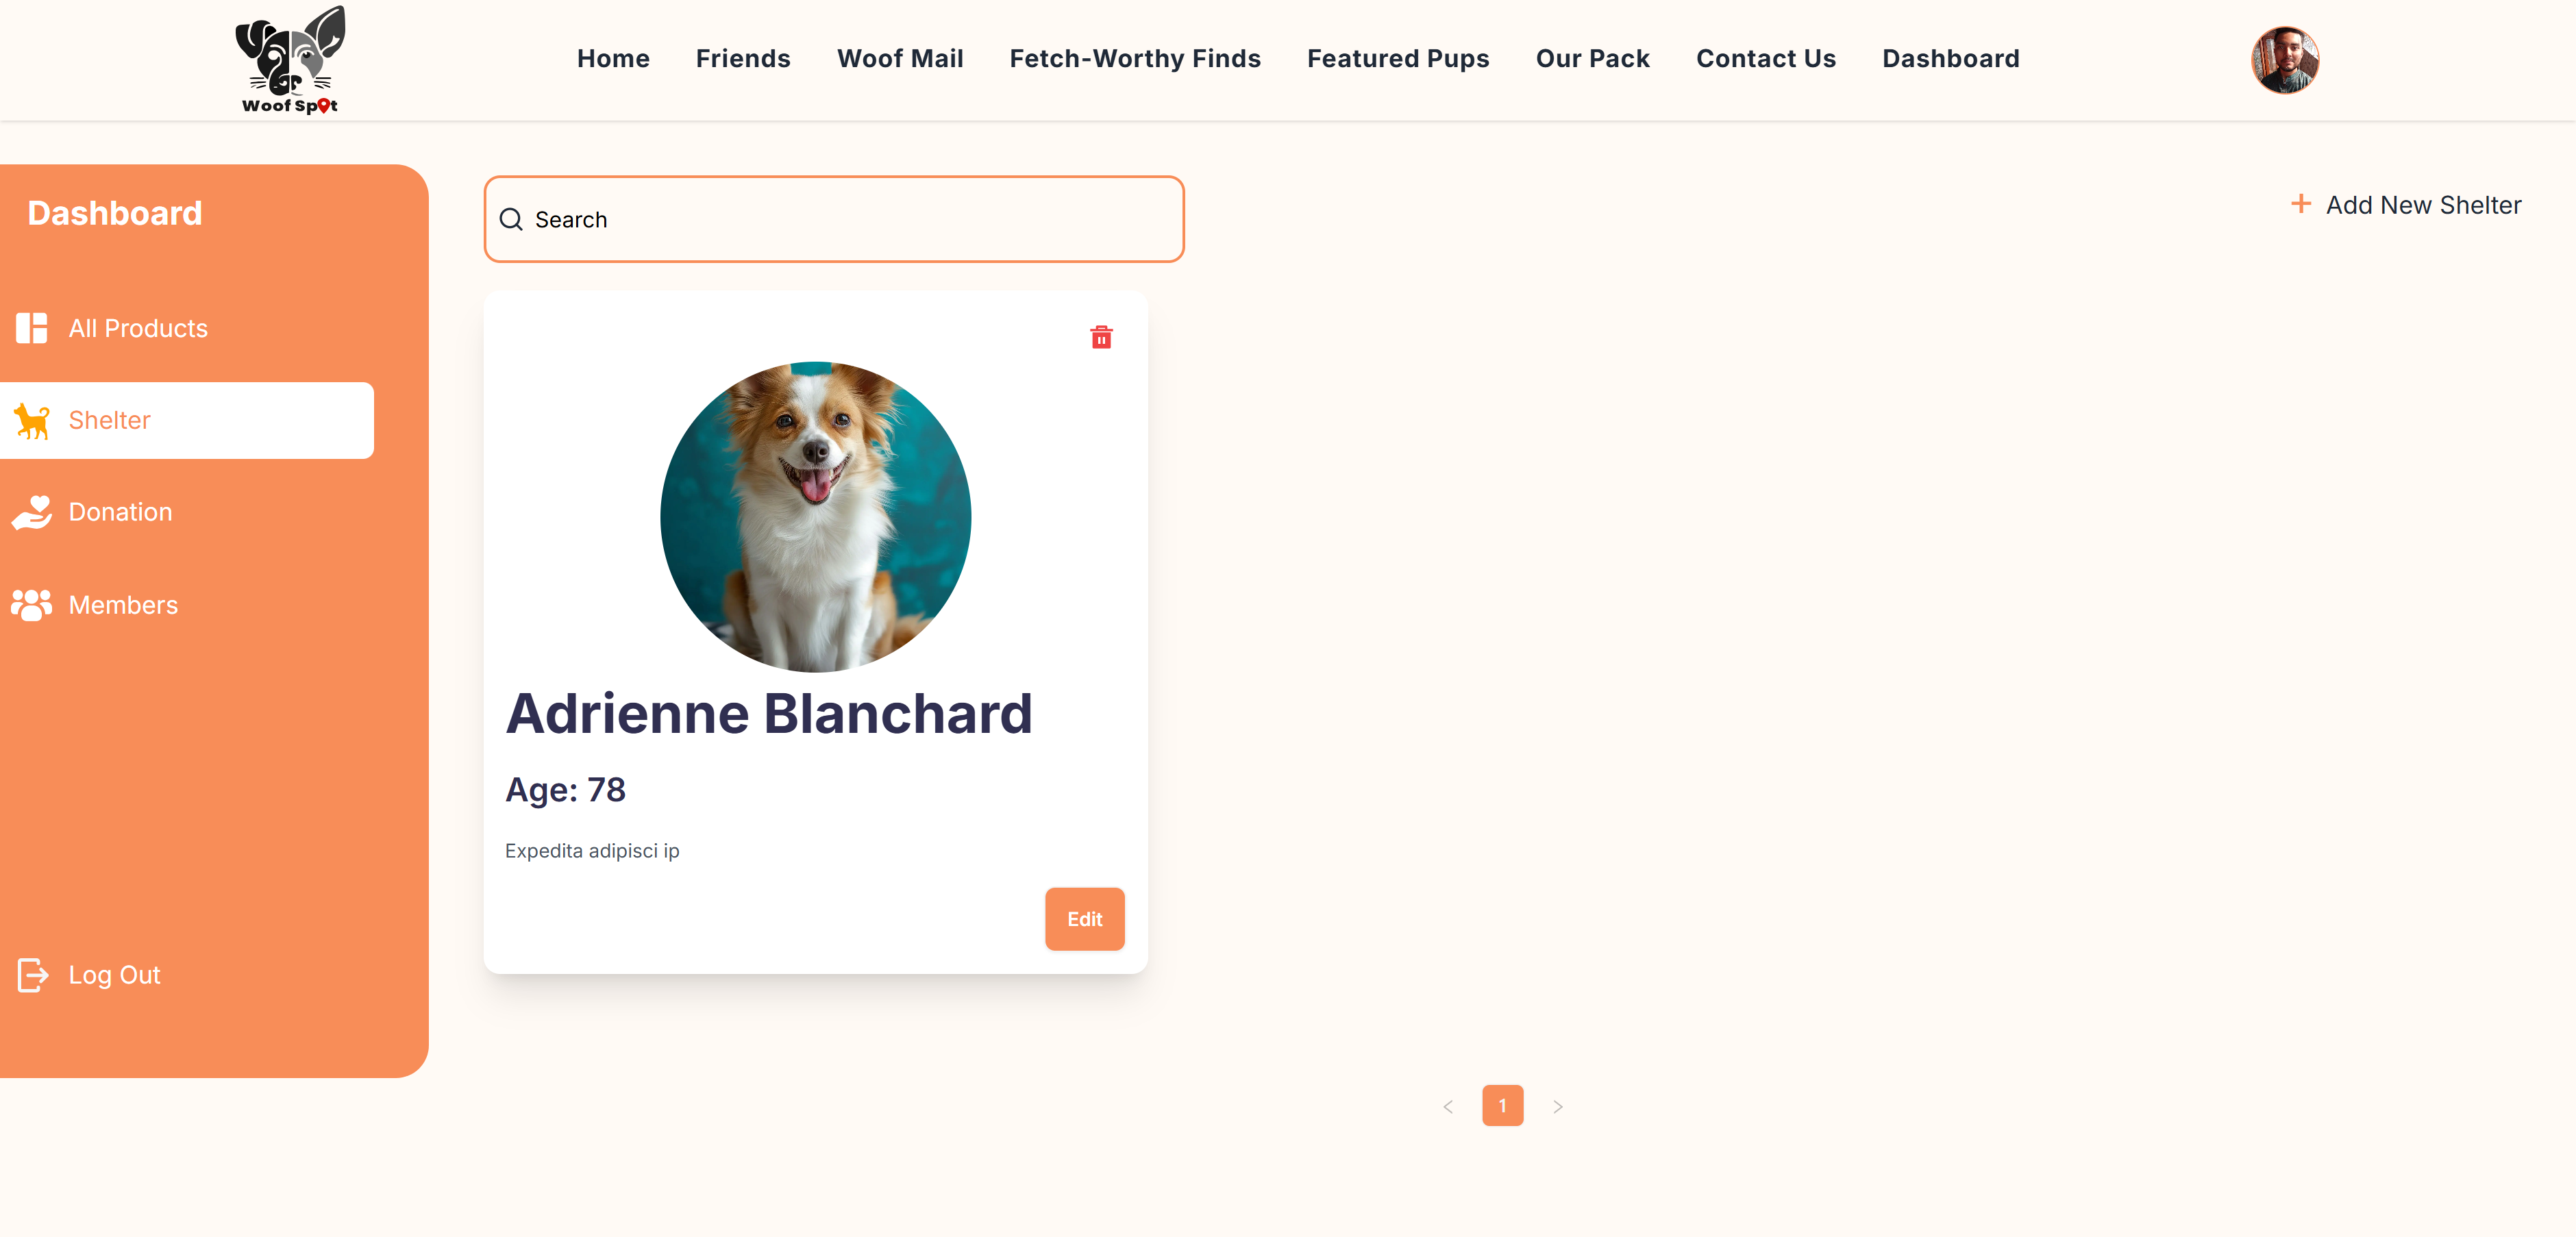 Woof Spot
Home Friends Woof Mail Fetch-Worthy Finds Featured Pups Our Pack Contact Us Dashboard
Dashboard
All Products
Shelter
Donation
Members
Log Out
Search
Add New Shelter
Adrienne Blanchard
Age: 78
Expedita adipisci ip
Edit
< 1 >